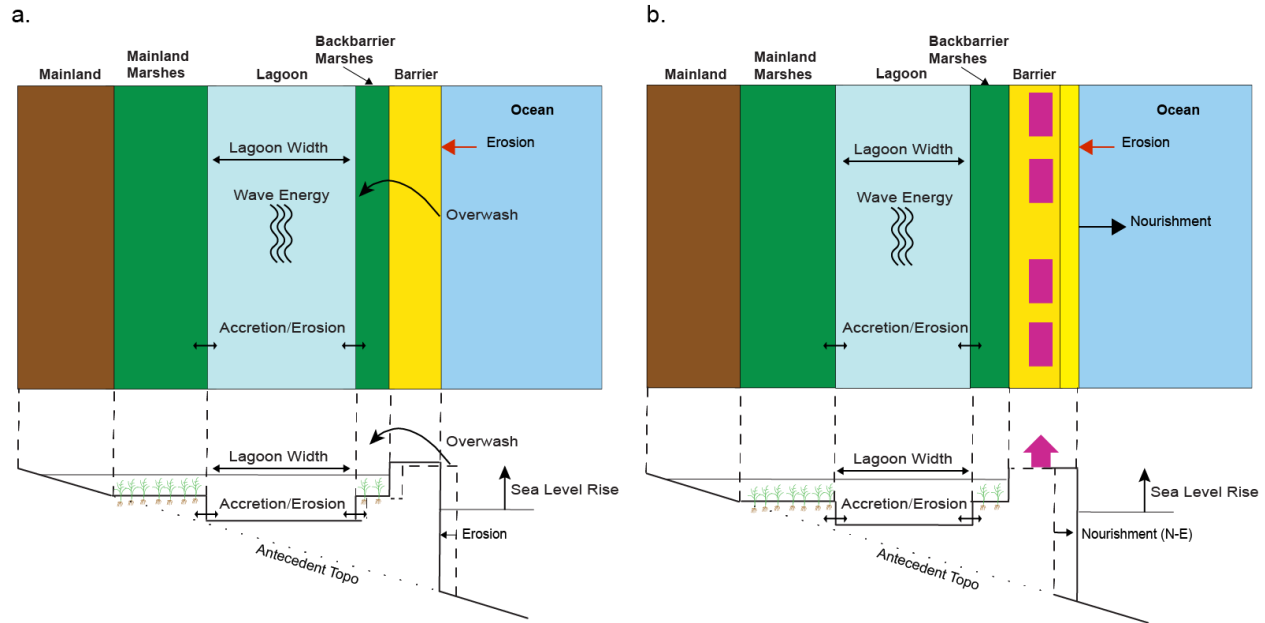 a.
Backbarrier
Marshes
Mainland
Mainland
Marshes
Lagoon
Barrier
Ocean
Erosion
Lagoon Width
Wave Energy
Overwash
Accretion/Erosion
Overwash
Lagoon Width
Sea Level Rise
Accretion/Erosion
Erosion
Antecedent Topo
b.
Backbarrier
Marshes
Mainland
Mainland
Marshes
Lagoon
Barrier
Ocean
Erosion
Lagoon Width
Wave Energy
Nourishment
Accretion/Erosion
Lagoon Width
Sea Level Rise
Accretion/Erosion
Nourishment (N-E)
Antecedent Topo